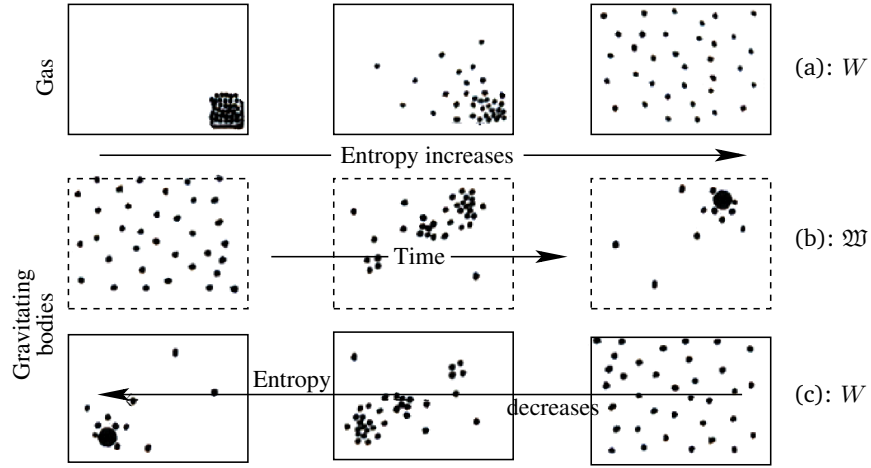 Gas
(a): W
Entropy increases
Gravitating
bodies
Time
(b): 𝔚
Entropy
decreases
(c): W